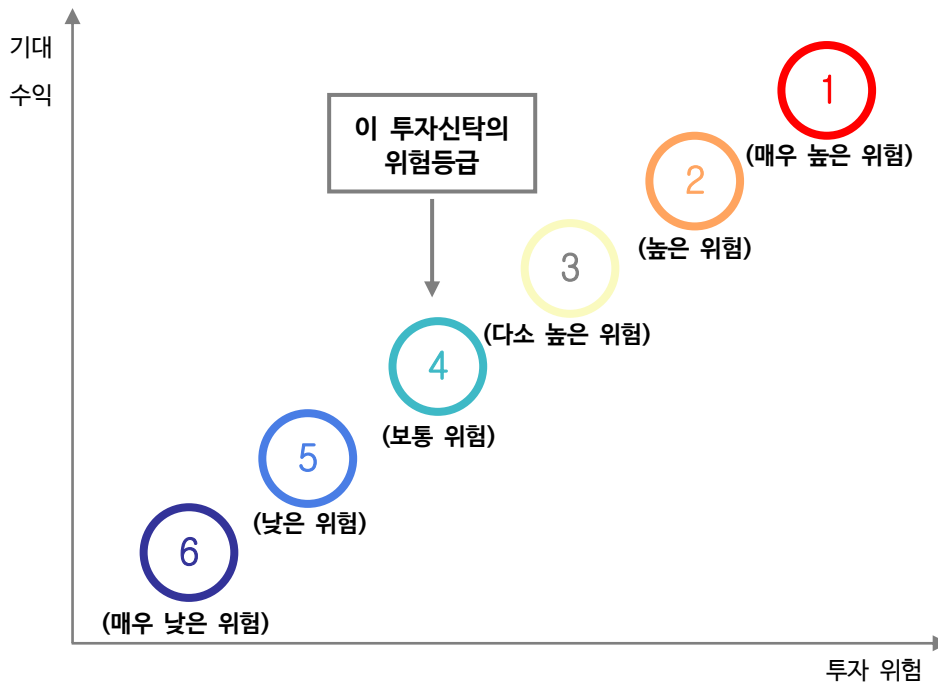 기대
수익
이 투자신탁의
위험등급
1
(매우 높은 위험)
2
(높은 위험)
3
(다소 높은 위험)
4
(보통 위험)
5
(낮은 위험)
6
(매우 낮은 위험)
투자 위험